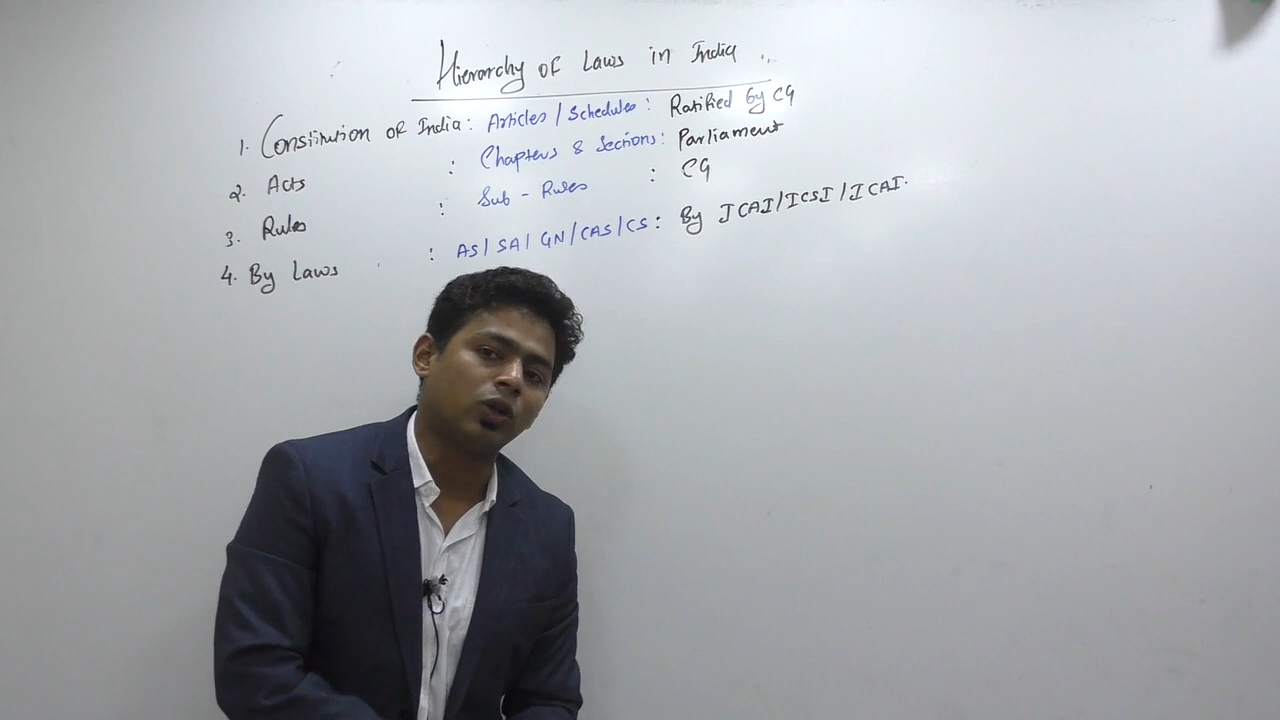 Hierarchy of Laws in India
1. Constitution of India: Articles / Schedules: Ratified by CG
2. Acts : Chapters & Sections: Parliament
3. Rules : Sub - Rules : CG
4. By Laws : AS / SA / GN / CAS / CS : By ICAI / ICSI / ICAI.